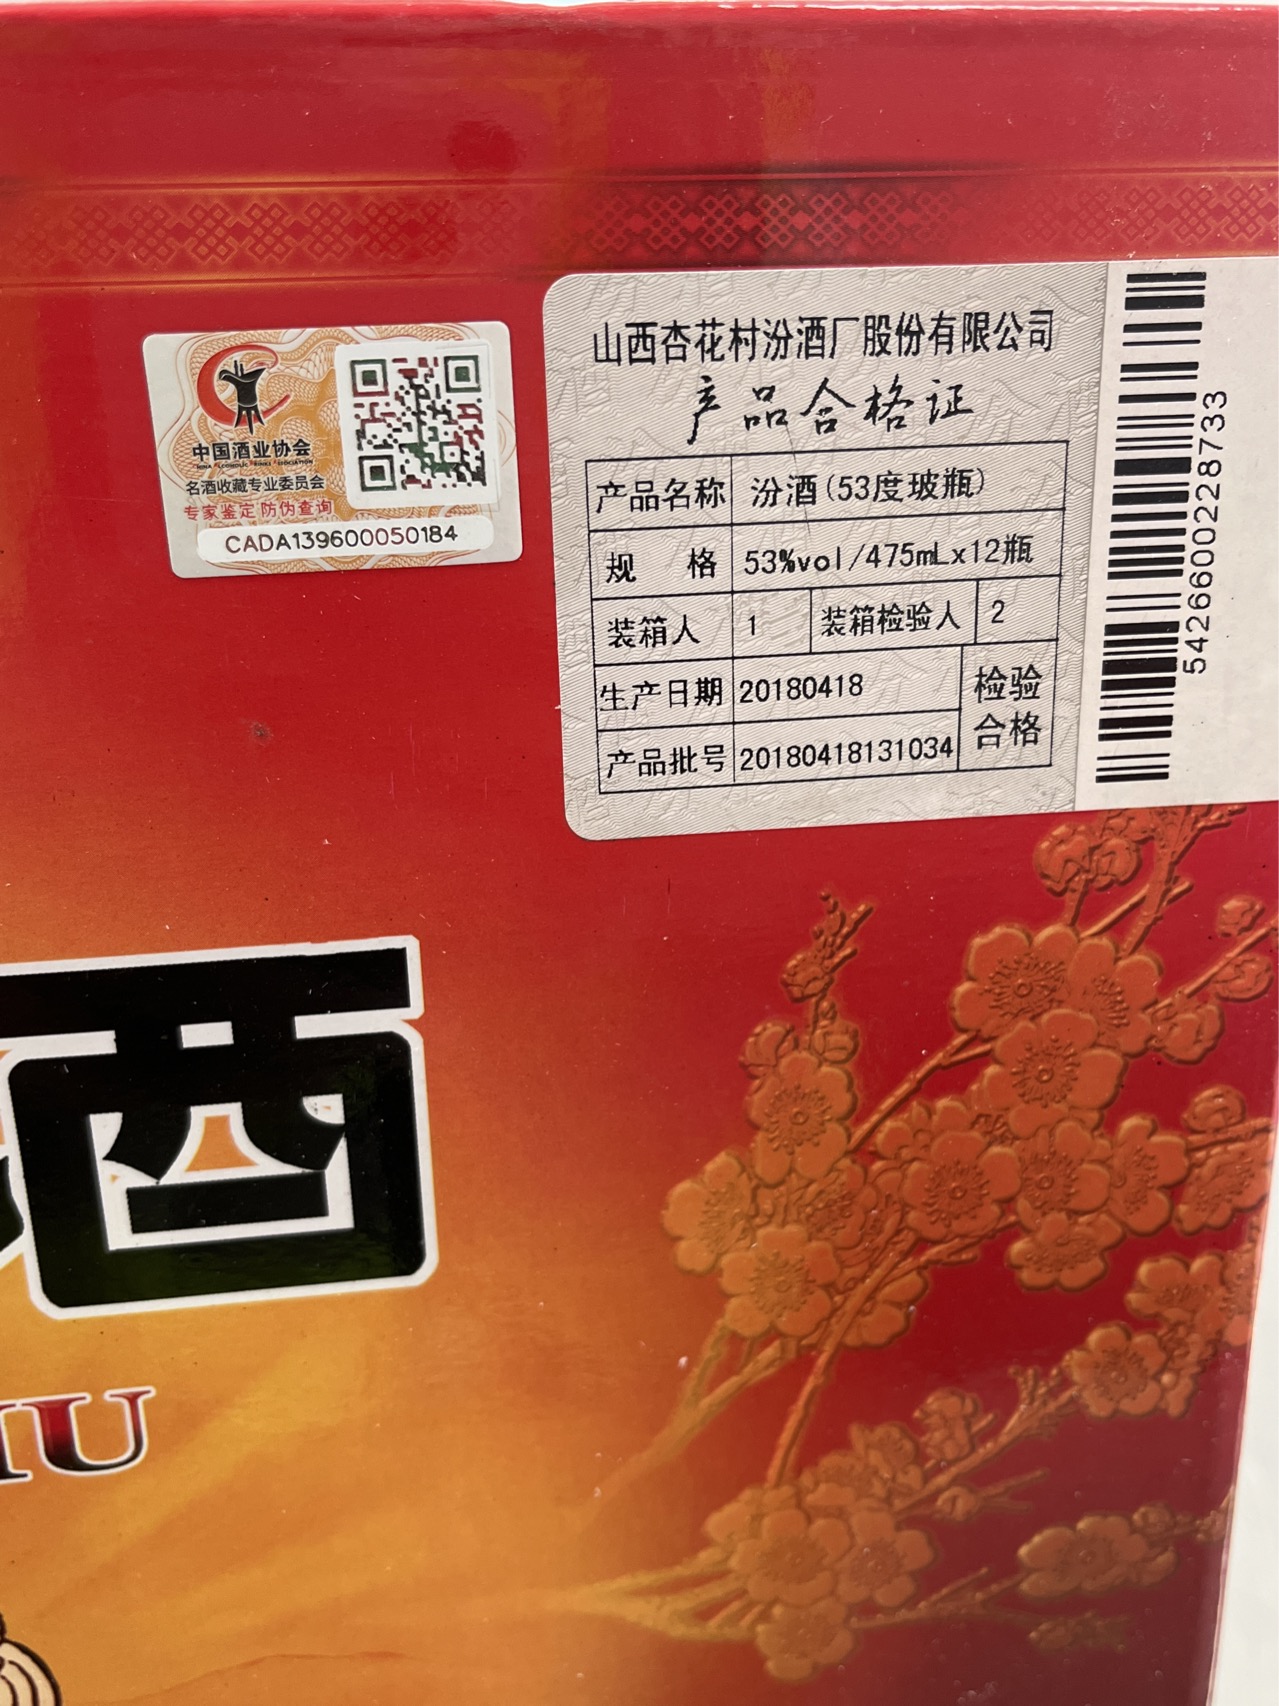 中国酒业协会
名酒收藏专业委员会
专家鉴定 防伪查询
CADA139600050184
山西杏花村汾酒厂股份有限公司
产品合格证
产品名称 汾酒(53度玻瓶)
规 格 53%vol/475mLx12瓶
装箱人 1 装箱检验人 2
生产日期 20180418
检验合格
产品批号 20180418131034
5426600228733
酒
IU